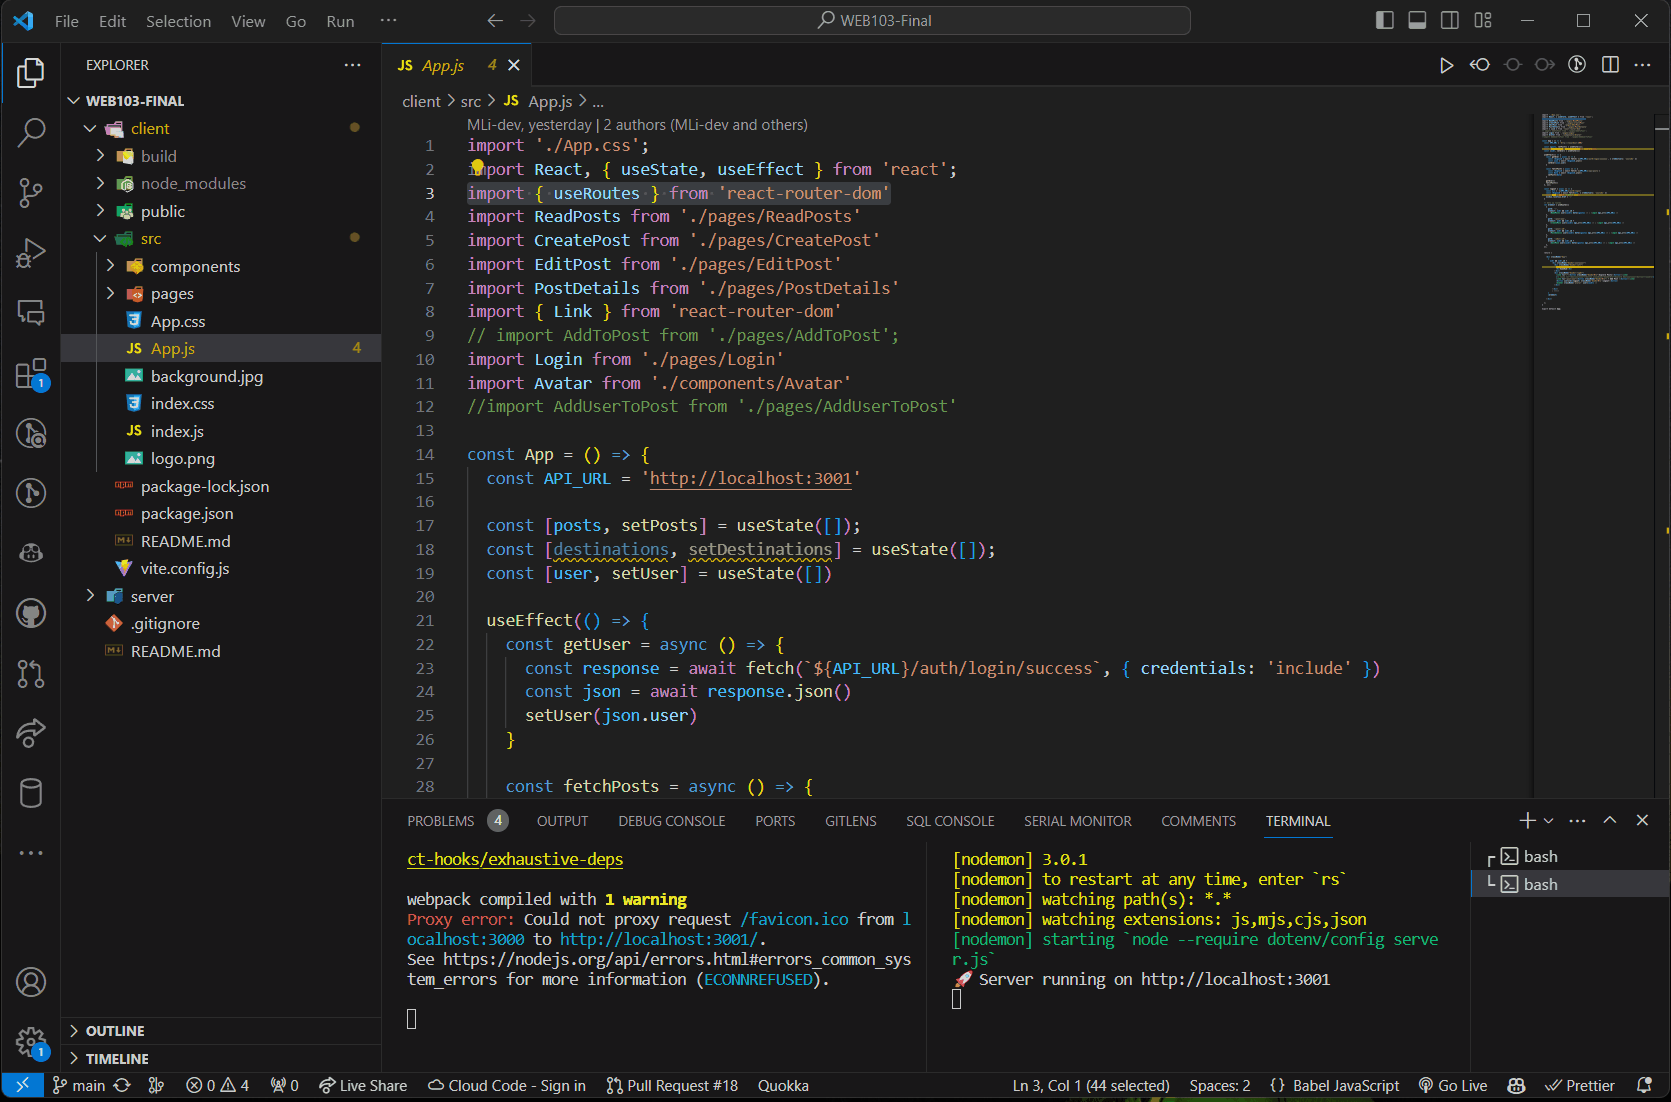 File Edit Selection View Go Run ···
WEB103-Final
EXPLORER
WEB103-FINAL
client
build
node_modules
public
src
components
pages
App.css
JS App.js 4
background.jpg
index.css
JS index.js
logo.png
package-lock.json
package.json
README.md
vite.config.js
server
.gitignore
README.md
OUTLINE
TIMELINE
JS App.js 4
client > src > JS App.js > ...
MLi-dev, yesterday | 2 authors (MLi-dev and others)
1 import './App.css';
2 import React, { useState, useEffect } from 'react';
3 import { useRoutes } from 'react-router-dom'
4 import ReadPosts from './pages/ReadPosts'
5 import CreatePost from './pages/CreatePost'
6 import EditPost from './pages/EditPost'
7 import PostDetails from './pages/PostDetails'
8 import { Link } from 'react-router-dom'
9 // import AddToPost from './pages/AddToPost';
10 import Login from './pages/Login'
11 import Avatar from './components/Avatar'
12 //import AddUserToPost from './pages/AddUserToPost'
13
14 const App = () => {
15 const API_URL = 'http://localhost:3001'
16
17 const [posts, setPosts] = useState([]);
18 const [destinations, setDestinations] = useState([]);
19 const [user, setUser] = useState([])
20
21 useEffect(() => {
22 const getUser = async () => {
23 const response = await fetch(`${API_URL}/auth/login/success`, { credentials: 'include' })
24 const json = await response.json()
25 setUser(json.user)
26 }
27
28 const fetchPosts = async () => {
PROBLEMS 4 OUTPUT DEBUG CONSOLE PORTS GITLENS SQL CONSOLE SERIAL MONITOR COMMENTS TERMINAL
ct-hooks/exhaustive-deps
webpack compiled with 1 warning
Proxy error: Could not proxy request /favicon.ico from l
ocalhost:3000 to http://localhost:3001/.
See https://nodejs.org/api/errors.html#errors_common_sys
tem_errors for more information (ECONNREFUSED).
[nodemon] 3.0.1
[nodemon] to restart at any time, enter `rs`
[nodemon] watching path(s): *.*
[nodemon] watching extensions: js,mjs,cjs,json
[nodemon] starting `node --require dotenv/config serve
r.js`
🚀 Server running on http://localhost:3001
bash
bash
1
1
main 0 4 0 Live Share Cloud Code - Sign in Pull Request #18 Quokka Ln 3, Col 1 (44 selected) Spaces: 2 {} Babel JavaScript Go Live Prettier